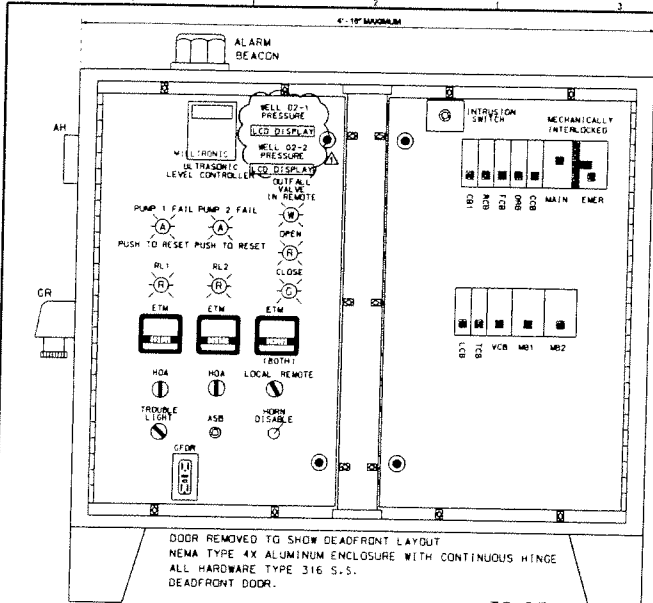 2
3
4'-10" MAXIMUM
ALARM
BEACON
AH
GR
WELL 02-1
PRESSURE
LCD DISPLAY
WELL 02-2
PRESSURE
LCD DISPLAY
MILLTRONIC
ULTRASONIC
LEVEL CONTROLLER
OUTFALL
VALVE
IN REMOTE
W
PUMP 1 FAIL PUMP 2 FAIL
A A
PUSH TO RESET PUSH TO RESET
OPEN
R
CLOSE
G
RL1 RL2
R R
ETM ETM ETM
(BOTH)
HOA HOA LOCAL REMOTE
TROUBLE
LIGHT
ASB
HORN
DISABLE
GFDR
INTRUSION
SWITCH
MECHANICALLY
INTERLOCKED
CB1 ACB FCB CCB MAIN EMER
LCB TCB VCB MB1 MB2
DOOR REMOVED TO SHOW DEADFRONT LAYOUT
NEMA TYPE 4X ALUMINUM ENCLOSURE WITH CONTINUOUS HINGE
ALL HARDWARE TYPE 316 S.S.
DEADFRONT DOOR.